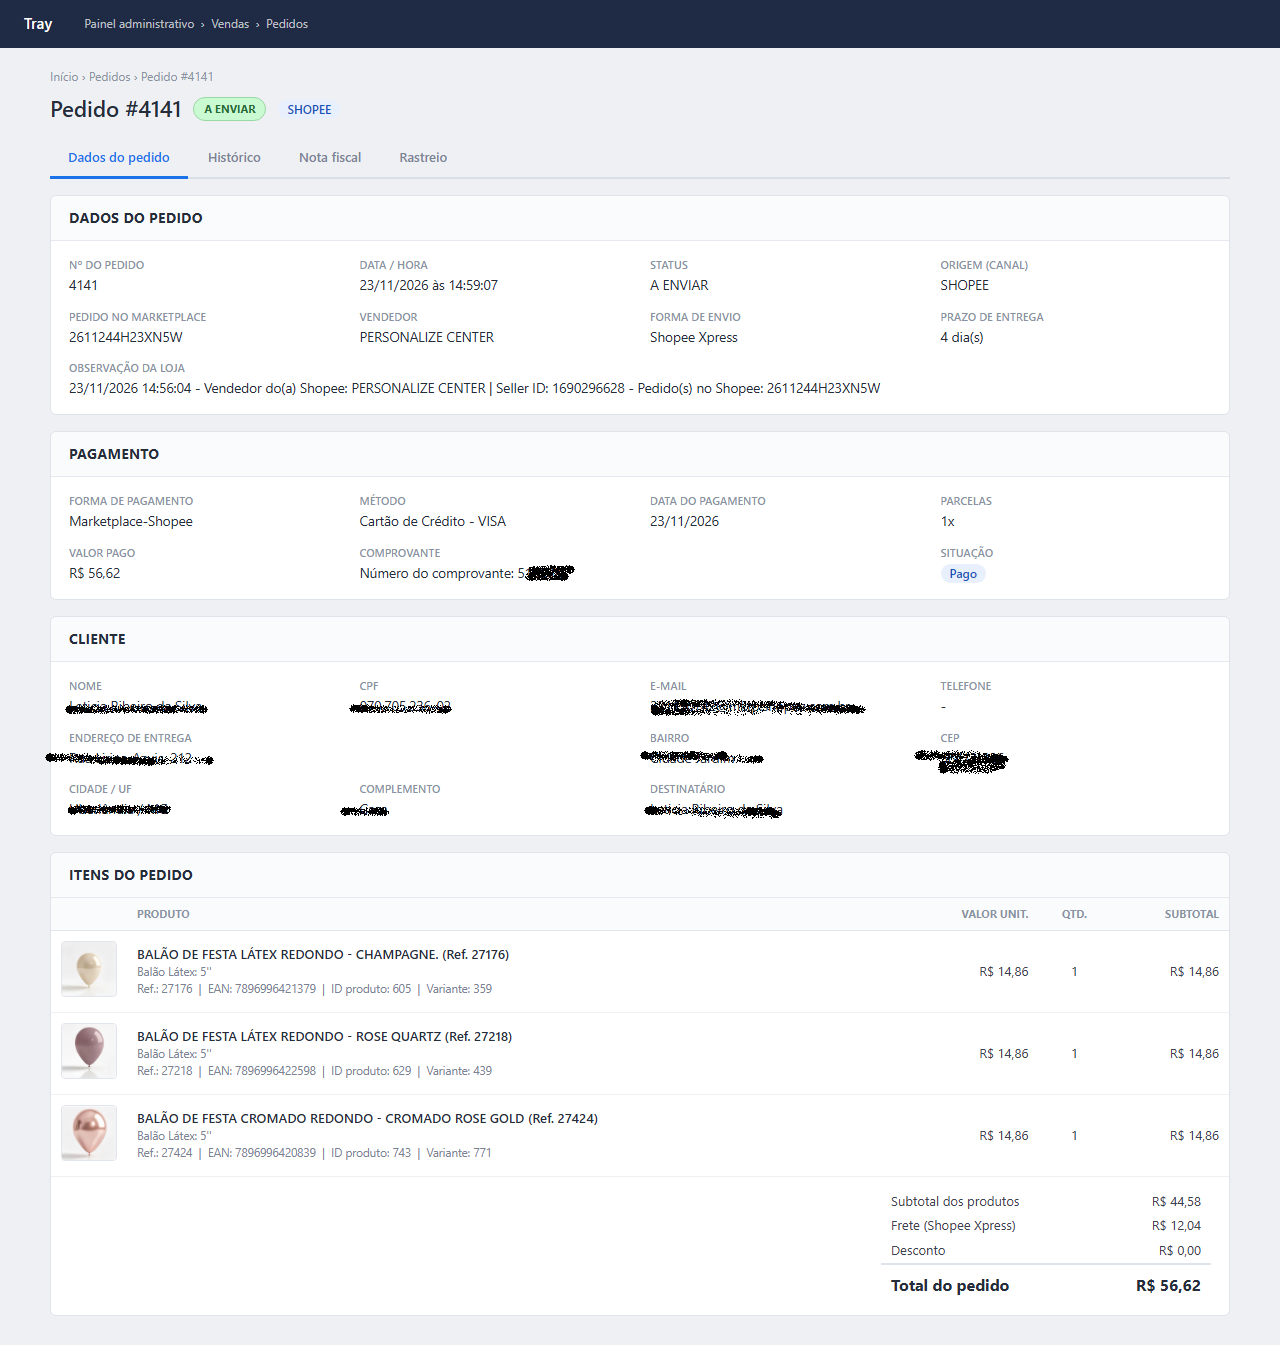 Tray Painel administrativo › Vendas › Pedidos
Início › Pedidos › Pedido #4141
Pedido #4141 A ENVIAR SHOPEE
Dados do pedido Histórico Nota fiscal Rastreio
DADOS DO PEDIDO
Nº DO PEDIDO DATA / HORA STATUS ORIGEM (CANAL)
4141 23/11/2026 às 14:59:07 A ENVIAR SHOPEE
PEDIDO NO MARKETPLACE VENDEDOR FORMA DE ENVIO PRAZO DE ENTREGA
2611244H23XN5W PERSONALIZE CENTER Shopee Xpress 4 dia(s)
OBSERVAÇÃO DA LOJA
23/11/2026 14:56:04 - Vendedor do(a) Shopee: PERSONALIZE CENTER | Seller ID: 1690296628 - Pedido(s) no Shopee: 2611244H23XN5W
PAGAMENTO
FORMA DE PAGAMENTO MÉTODO DATA DO PAGAMENTO PARCELAS
Marketplace-Shopee Cartão de Crédito - VISA 23/11/2026 1x
VALOR PAGO COMPROVANTE SITUAÇÃO
R$ 56,62 Número do comprovante: Pago
CLIENTE
NOME CPF E-MAIL TELEFONE
-
ENDEREÇO DE ENTREGA BAIRRO CEP
CIDADE / UF COMPLEMENTO DESTINATÁRIO
ITENS DO PEDIDO
PRODUTO VALOR UNIT. QTD. SUBTOTAL
BALÃO DE FESTA LÁTEX REDONDO - CHAMPAGNE. (Ref. 27176)
Balão Látex: 5" R$ 14,86 1 R$ 14,86
Ref.: 27176 | EAN: 7896996421379 | ID produto: 605 | Variante: 359
BALÃO DE FESTA LÁTEX REDONDO - ROSE QUARTZ (Ref. 27218)
Balão Látex: 5" R$ 14,86 1 R$ 14,86
Ref.: 27218 | EAN: 7896996422598 | ID produto: 629 | Variante: 439
BALÃO DE FESTA CROMADO REDONDO - CROMADO ROSE GOLD (Ref. 27424)
Balão Látex: 5" R$ 14,86 1 R$ 14,86
Ref.: 27424 | EAN: 7896996420839 | ID produto: 743 | Variante: 771
Subtotal dos produtos R$ 44,58
Frete (Shopee Xpress) R$ 12,04
Desconto R$ 0,00
Total do pedido R$ 56,62